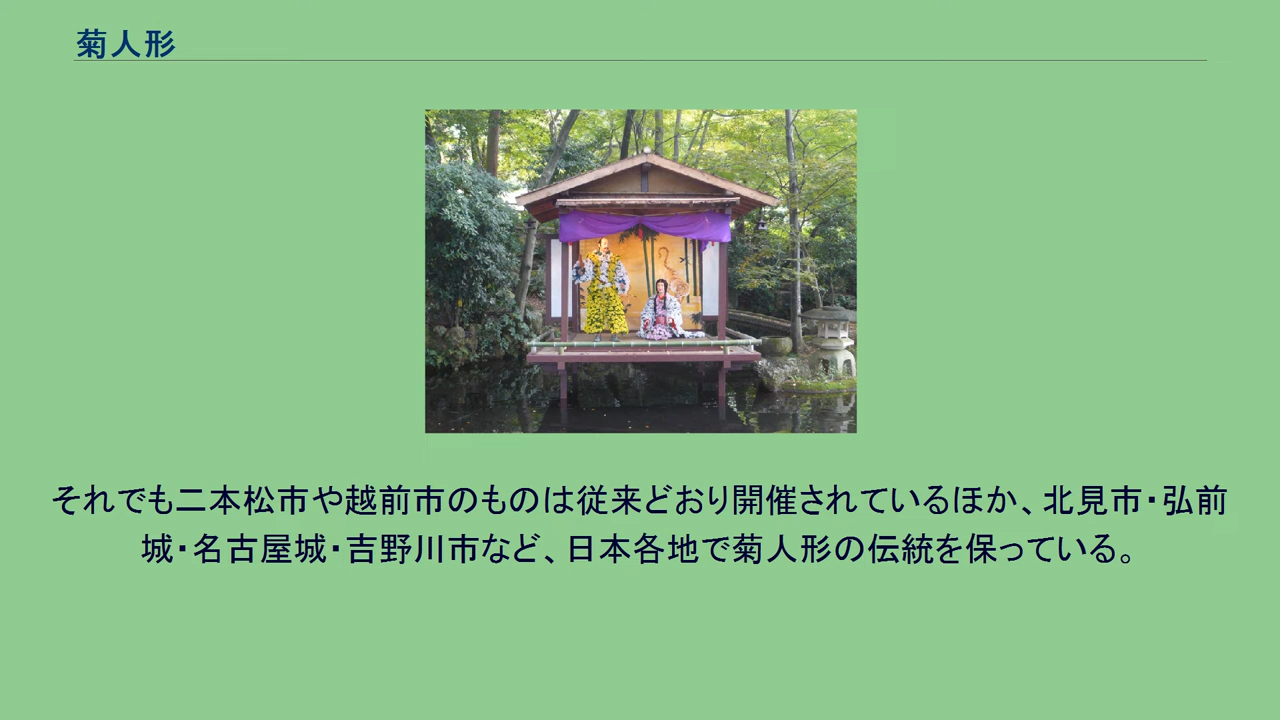 菊人形
それでも二本松市や越前市のものは従来どおり開催されているほか、北見市・弘前
城・名古屋城・吉野川市など、日本各地で菊人形の伝統を保っている。